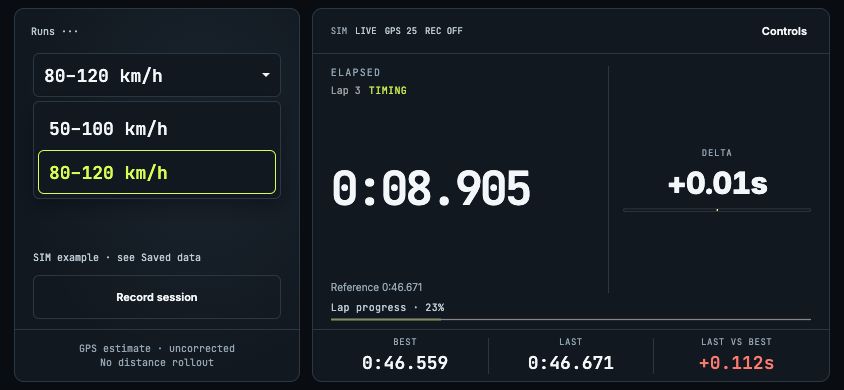 Runs ···
80–120 km/h
50–100 km/h
80–120 km/h
SIM example · see Saved data
Record session
GPS estimate · uncorrected
No distance rollout
SIM LIVE GPS 25 REC OFF
Controls
ELAPSED
Lap 3 TIMING
0:08.905
Reference 0:46.671
Lap progress · 23%
DELTA
+0.01s
BEST
0:46.559
LAST
0:46.671
LAST VS BEST
+0.112s